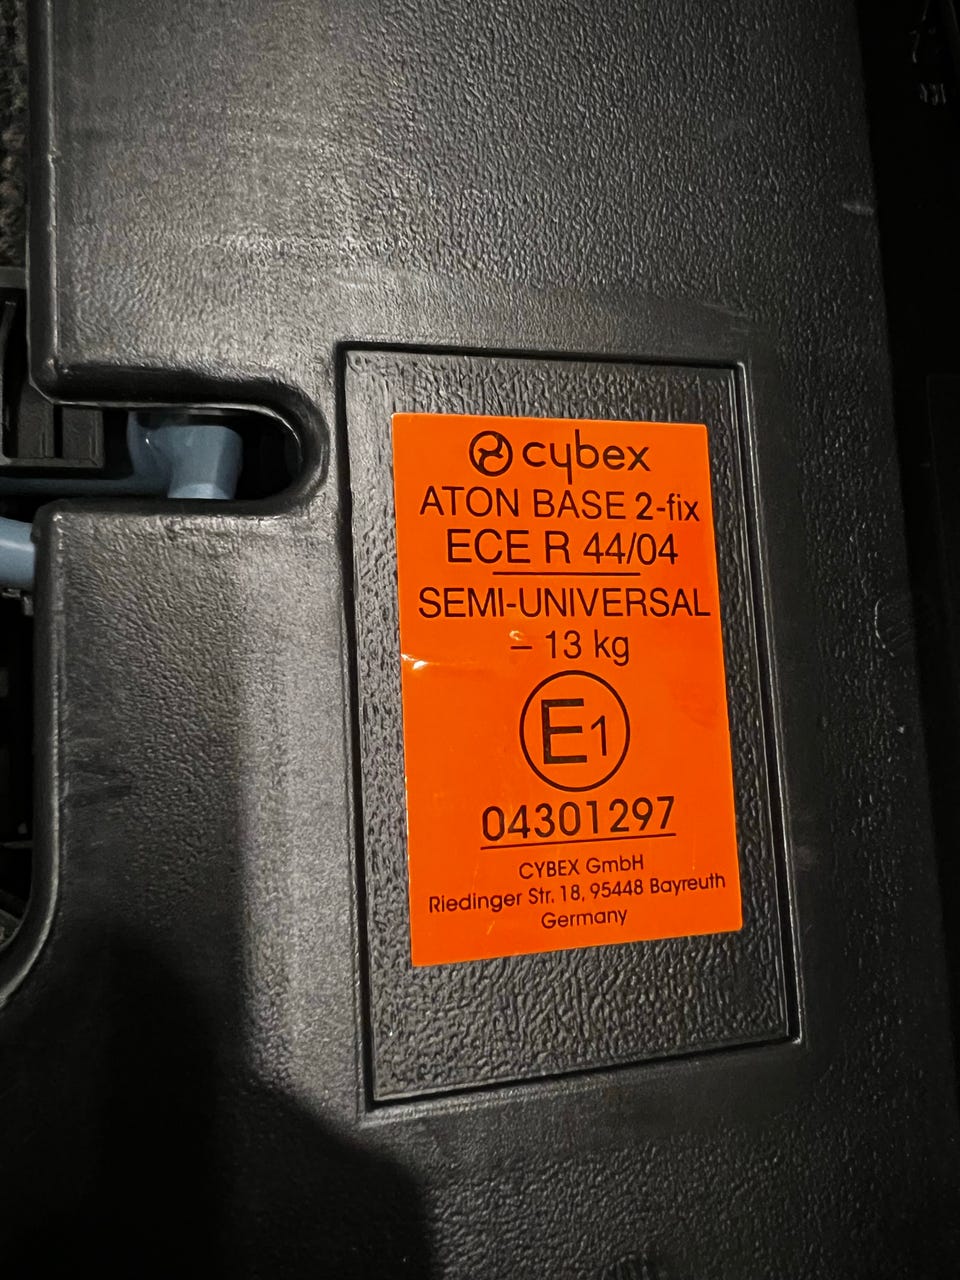 cybex
ATON BASE 2-fix
ECE R 44/04
SEMI-UNIVERSAL
– 13 kg
E1
04301297
CYBEX GmbH
Riedinger Str. 18, 95448 Bayreuth
Germany